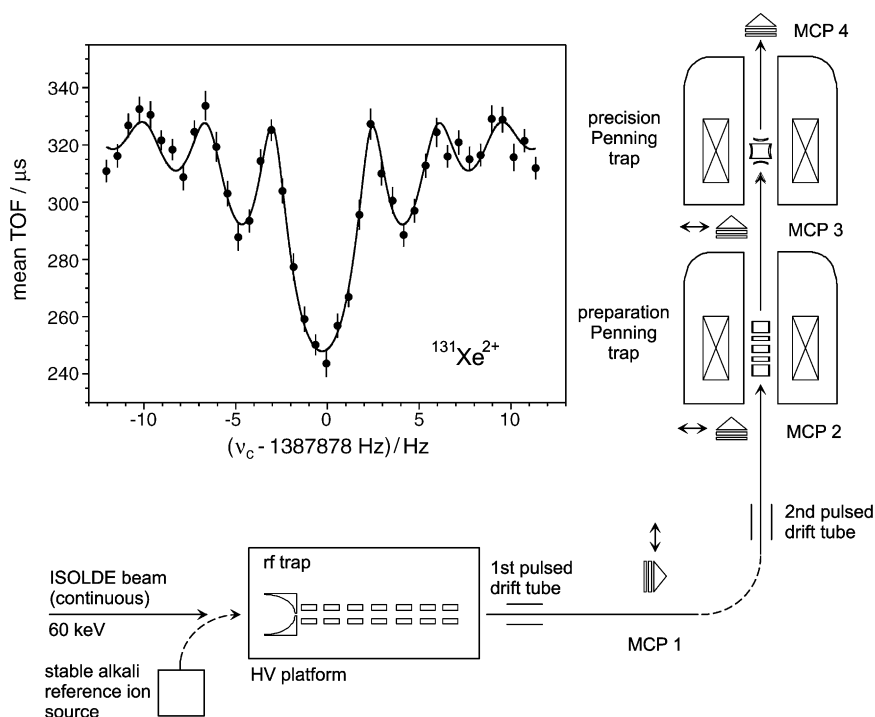 MCP 4
precision
Penning
trap
MCP 3
preparation
Penning
trap
MCP 2
2nd pulsed
drift tube
340
320
300
280
260
240
mean TOF / μs
131Xe2+
-10
-5
0
5
10
(νc - 1387878 Hz) / Hz
ISOLDE beam
(continuous)
60 keV
stable alkali
reference ion
source
rf trap
HV platform
1st pulsed
drift tube
MCP 1